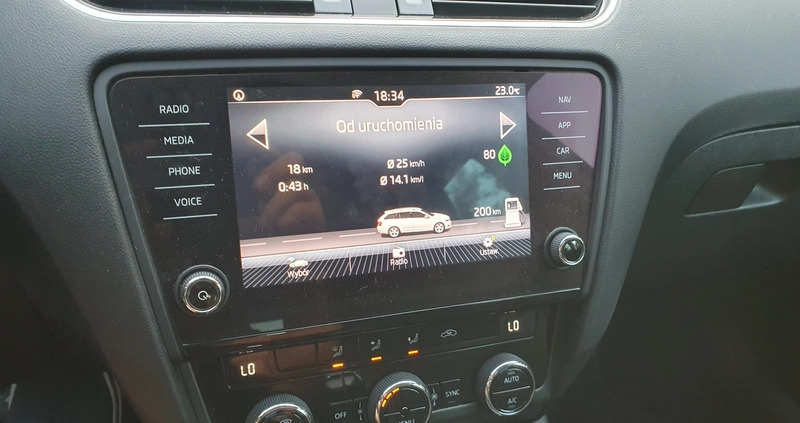 18:34
23.0°C
RADIO
MEDIA
PHONE
VOICE
NAV
APP
CAR
MENU
Od uruchomienia
18 km
0:43 h
Ø 25 km/h
Ø 14.1 km/l
80
200 km
Wybór
Radio
Ustaw.
LO
LO
OFF
MENU
SYNC
AUTO
A/C